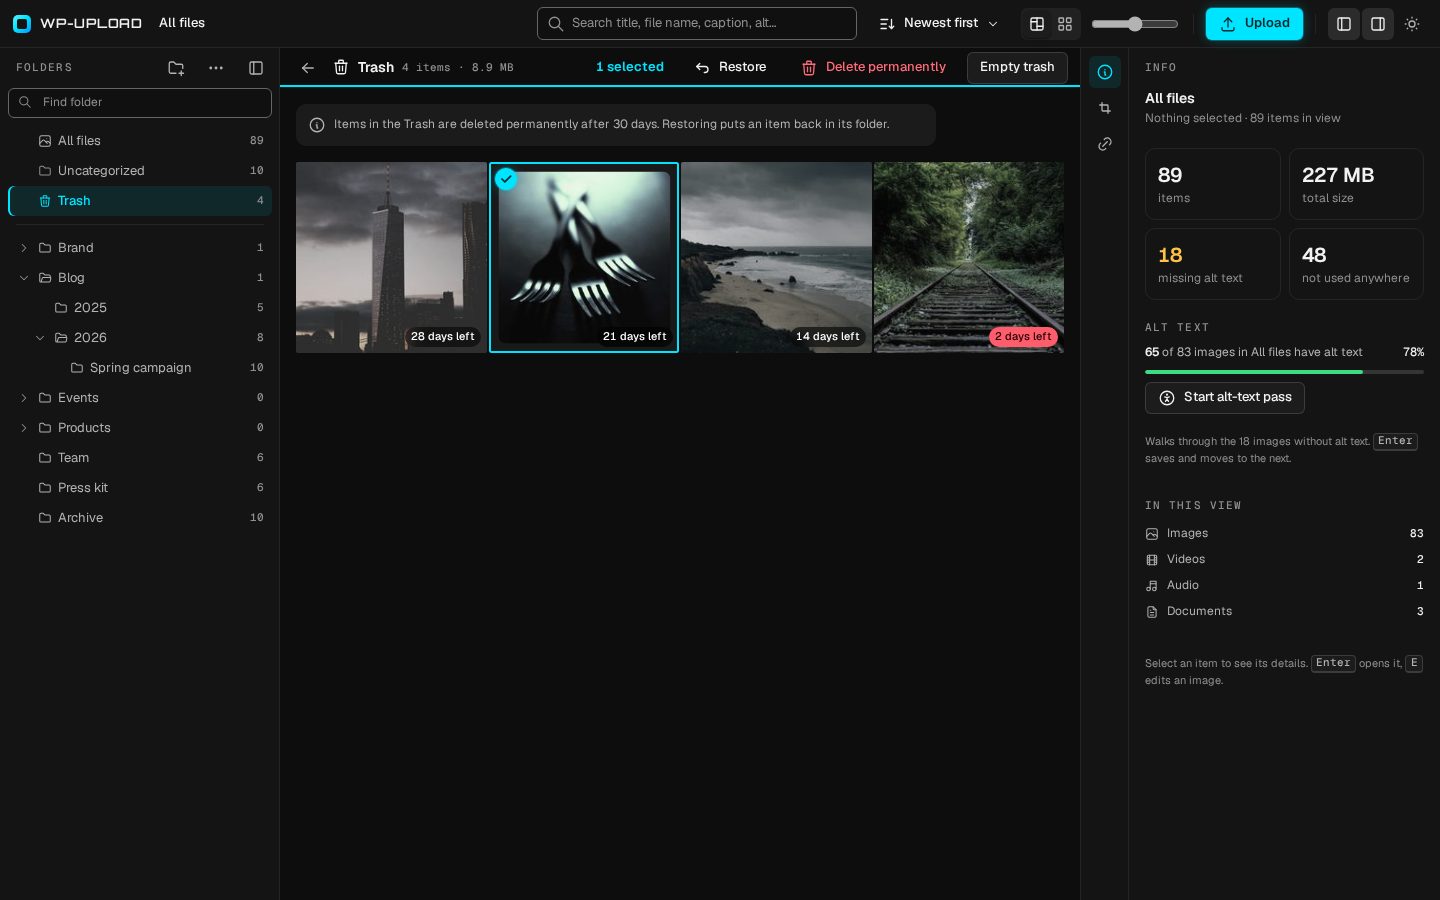 WP-UPLOAD All files
Search title, file name, caption, alt...
Newest first
Upload
FOLDERS
Find folder
All files 89
Uncategorized 10
Trash 4
Brand 1
Blog 1
2025 5
2026 8
Spring campaign 10
Events 0
Products 0
Team 6
Press kit 6
Archive 10
Trash 4 items · 8.9 MB
1 selected
Restore
Delete permanently
Empty trash
Items in the Trash are deleted permanently after 30 days. Restoring puts an item back in its folder.
28 days left
21 days left
14 days left
2 days left
INFO
All files
Nothing selected · 89 items in view
89
items
227 MB
total size
18
missing alt text
48
not used anywhere
ALT TEXT
65 of 83 images in All files have alt text 78%
Start alt-text pass
Walks through the 18 images without alt text. Enter
saves and moves to the next.
IN THIS VIEW
Images 83
Videos 2
Audio 1
Documents 3
Select an item to see its details. Enter opens it, E
edits an image.